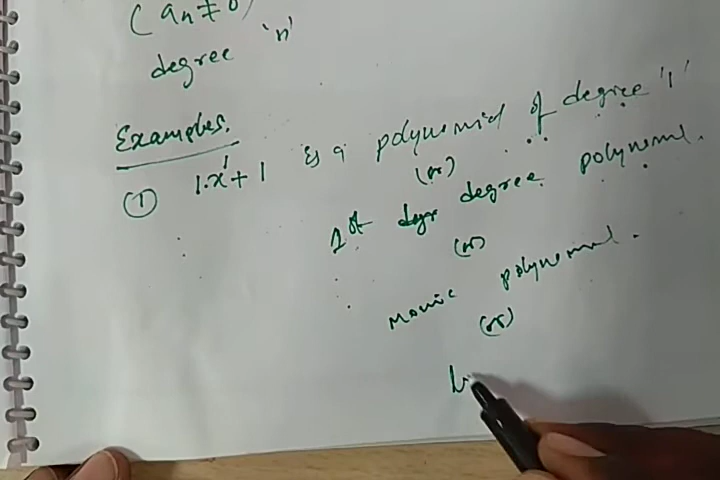 (an≠0)
degree 'n'
Examples.
① 1.x¹+1 is a polynomial of degree '1'
(or)
1st degree degree polynomial.
(or)
Monic polynomial.
(or)